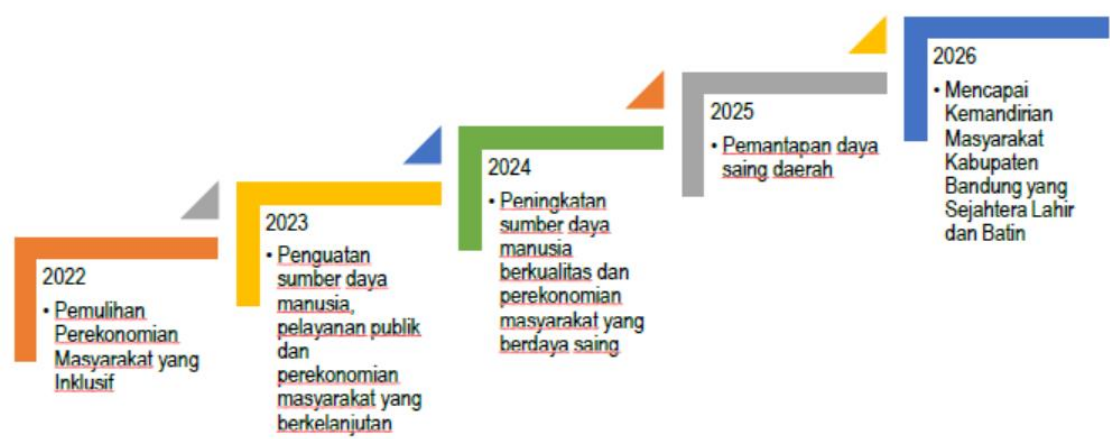 2022
• Pemulihan
Perekonomian
Masyarakat yang
Inklusif
2023
• Penguatan
sumber daya
manusia,
pelayanan publik
dan
perekonomian
masyarakat yang
berkelanjutan
2024
• Peningkatan
sumber daya
manusia
berkualitas dan
perekonomian
masyarakat yang
berdaya saing
2025
• Pemantapan daya
saing daerah
2026
• Mencapai
Kemandirian
Masyarakat
Kabupaten
Bandung yang
Sejahtera Lahir
dan Batin